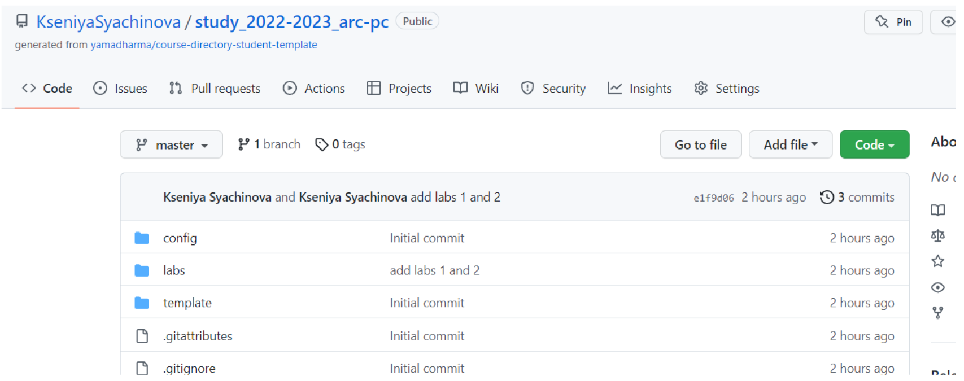 KseniyaSyachinova / study_2022-2023_arc-pc Public Pin
generated from yamadharma/course-directory-student-template
<> Code Issues Pull requests Actions Projects Wiki Security Insights Settings
master 1 branch 0 tags Go to file Add file Code
Kseniya Syachinova and Kseniya Syachinova add labs 1 and 2 e1f9d06 2 hours ago 3 commits
config Initial commit 2 hours ago
labs add labs 1 and 2 2 hours ago
template Initial commit 2 hours ago
.gitattributes Initial commit 2 hours ago
.gitignore Initial commit 2 hours ago
Abo
No